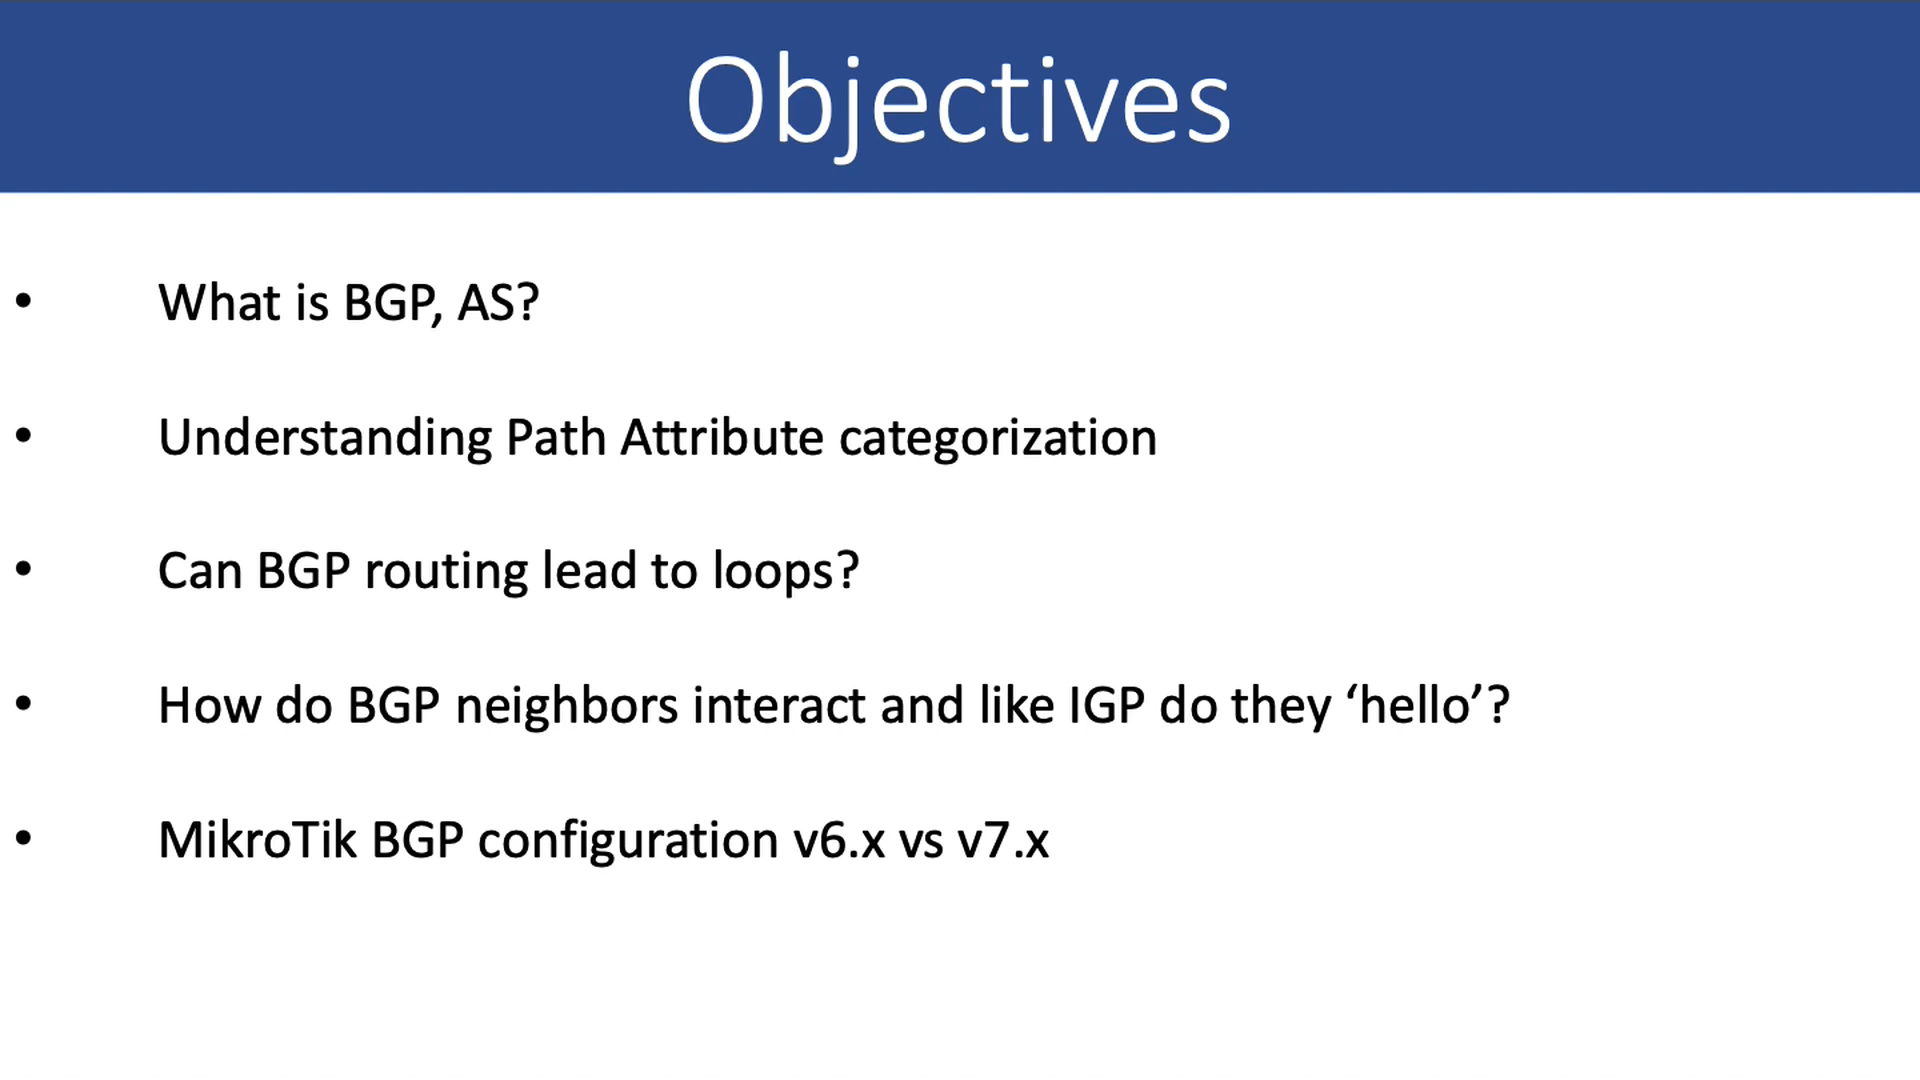 Objectives
• What is BGP, AS?
• Understanding Path Attribute categorization
• Can BGP routing lead to loops?
• How do BGP neighbors interact and like IGP do they ‘hello’?
• MikroTik BGP configuration v6.x vs v7.x